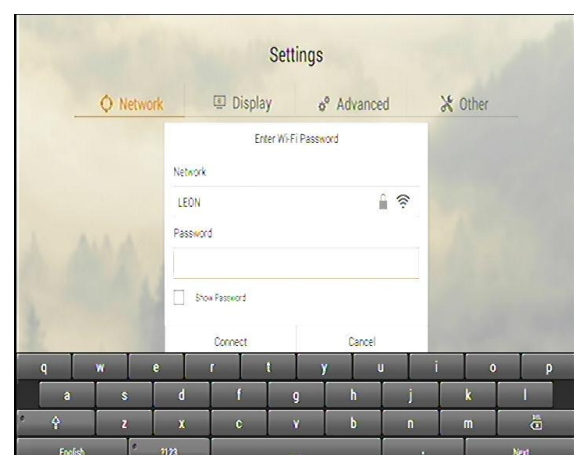 Settings
Network Display Advanced Other
Enter Wi-Fi Password
Network
LEON
Password
Show Password
Connect Cancel
q w e r t y u i o p
a s d f g h j k l
z x c v b n m DEL
English ?123 . Next